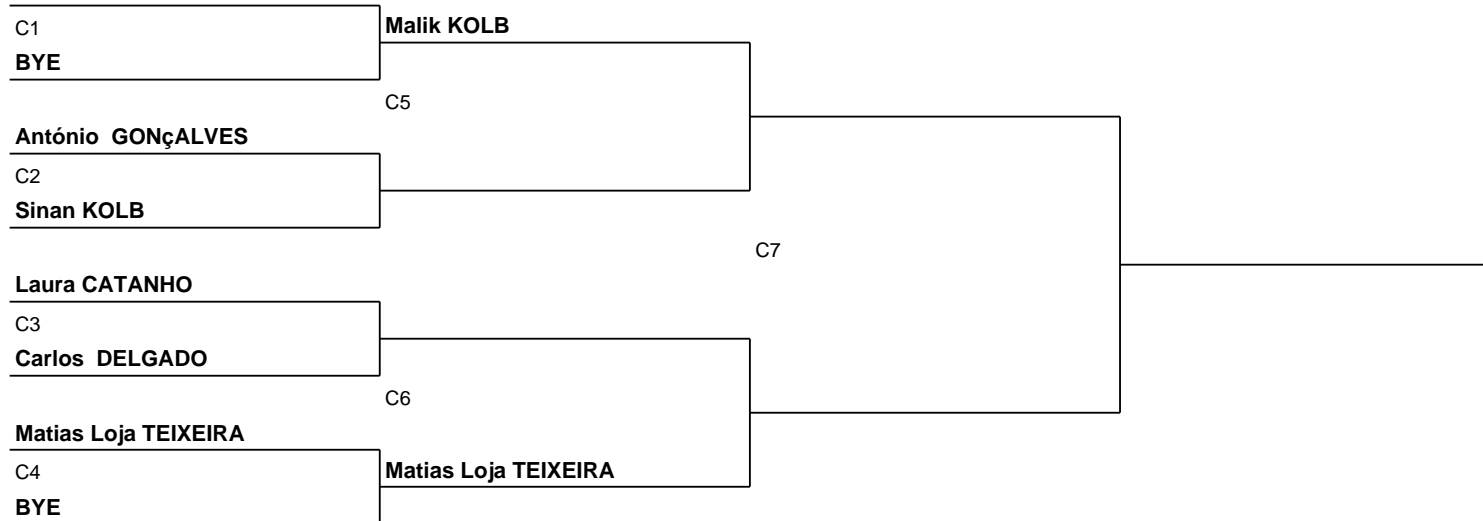 C1
Malik KOLB
BYE
C5
António  GONçALVES
C2
Sinan KOLB
C7
Laura CATANHO
C3
Carlos  DELGADO
C6
Matias Loja TEIXEIRA
C4
Matias Loja TEIXEIRA
BYE